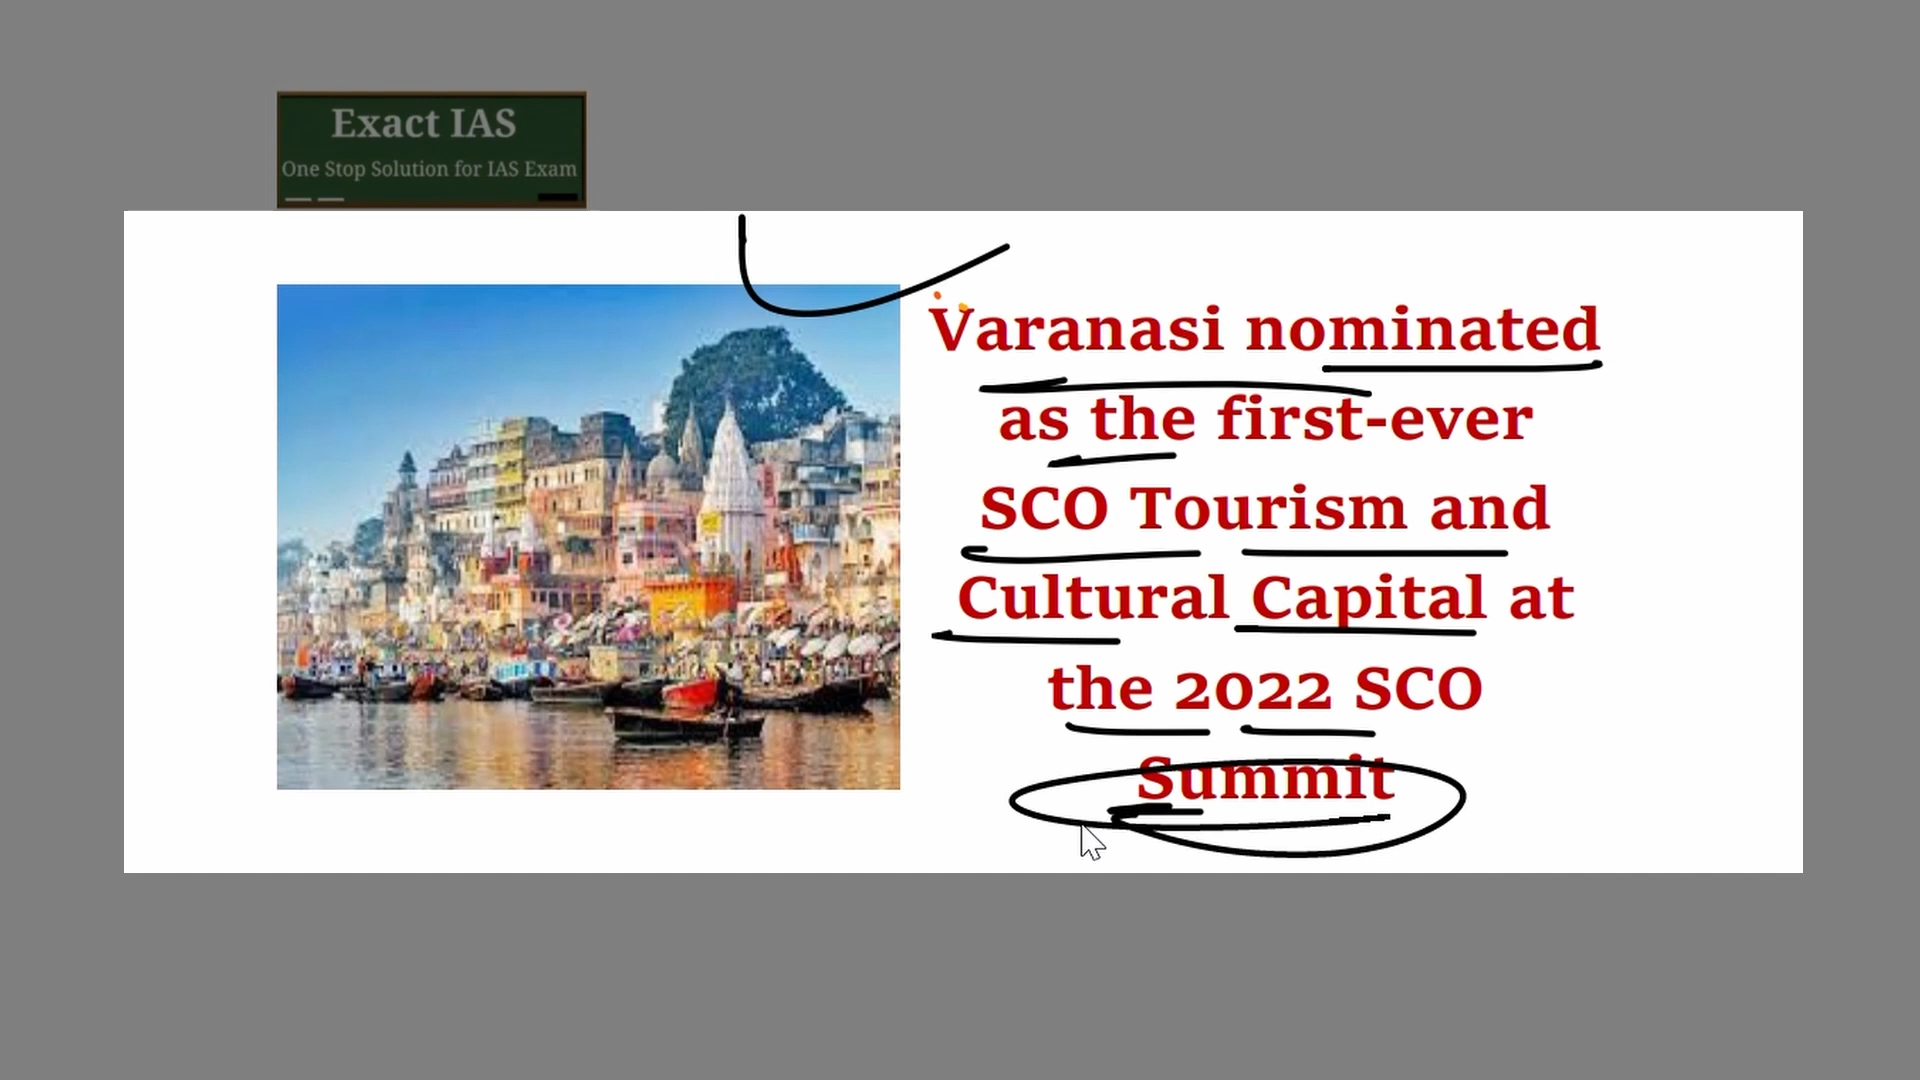 Exact IAS
One Stop Solution for IAS Exam
Varanasi nominated
as the first-ever
SCO Tourism and
Cultural Capital at
the 2022 SCO
Summit